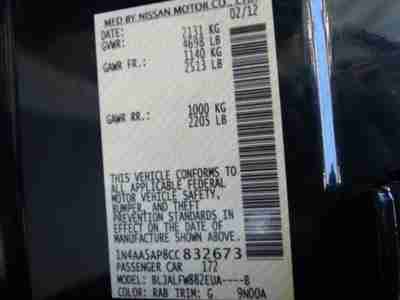 MFD BY NISSAN MOTOR CO., LTD.
DATE: 02/12
GVWR: 2131 KG
4698 LB
GAWR FR.: 1140 KG
2513 LB
GAWR RR.: 1000 KG
2205 LB
THIS VEHICLE CONFORMS TO
ALL APPLICABLE FEDERAL
MOTOR VEHICLE SAFETY,
BUMPER, AND THEFT
PREVENTION STANDARDS IN
EFFECT ON THE DATE OF
MANUFACTURE SHOWN ABOVE.
1N4AA5AP8CC832673
PASSENGER CAR 172
MODEL: BLJALFW882EUA----B
COLOR: RAB TRIM: G 9N00A